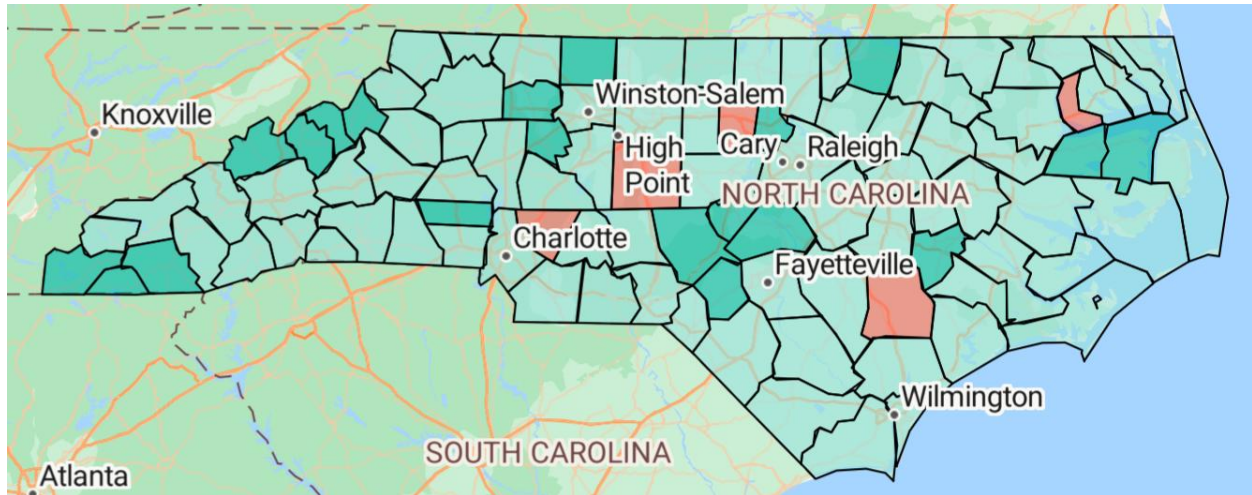 Knoxville
Winston-Salem
High
Point
Cary
Raleigh
NORTH CAROLINA
Charlotte
Fayetteville
Wilmington
SOUTH CAROLINA
Atlanta